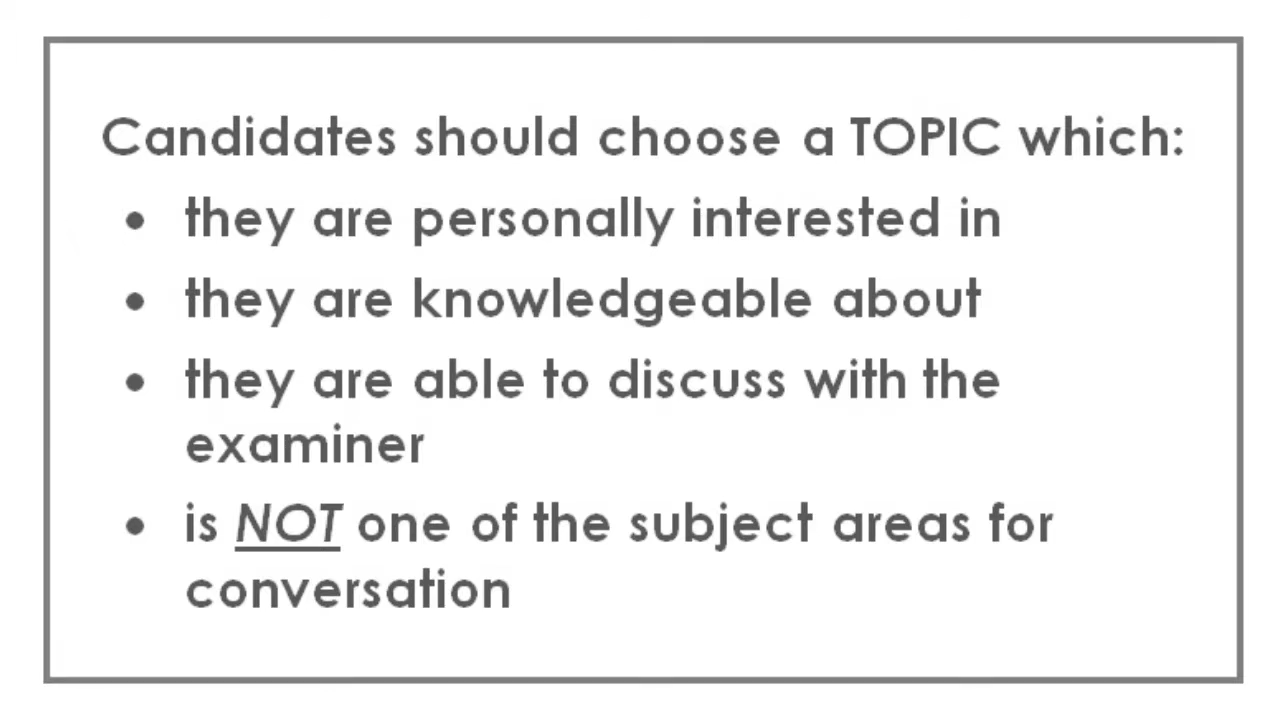 Candidates should choose a TOPIC which:
• they are personally interested in
• they are knowledgeable about
• they are able to discuss with the
examiner
• is NOT one of the subject areas for
conversation